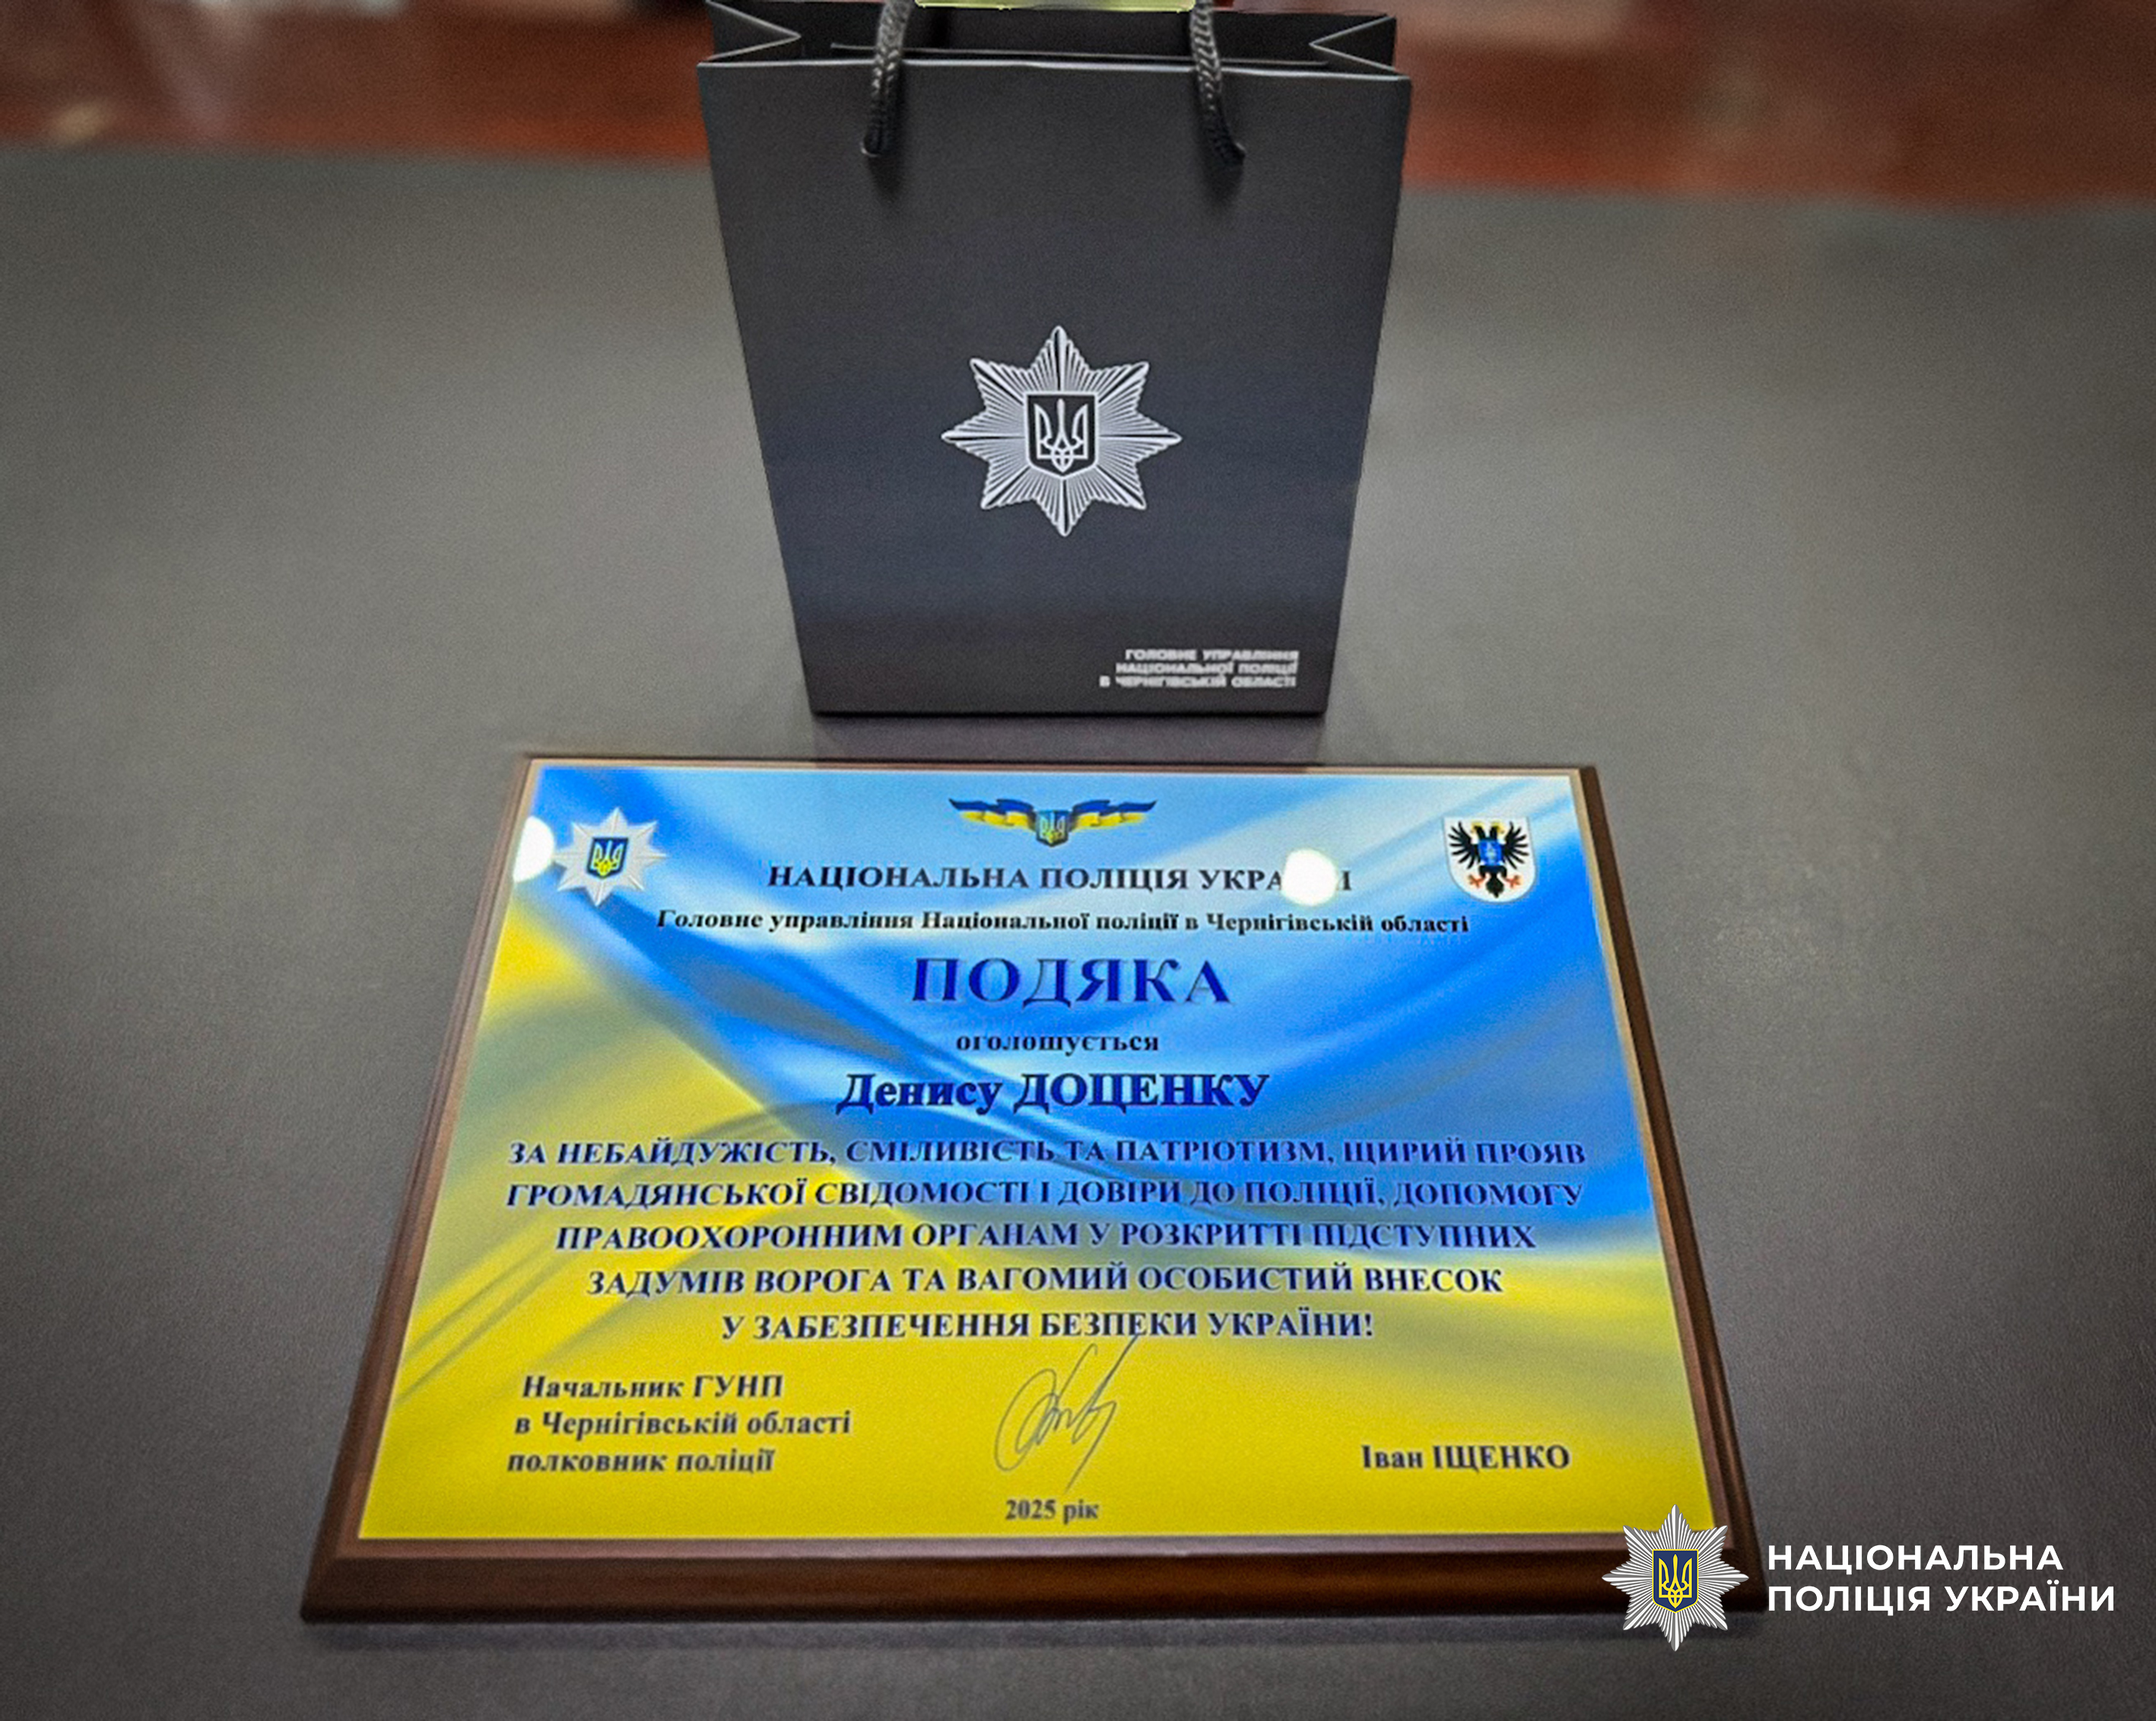 ГОЛОВНЕ УПРАВЛІННЯ
НАЦІОНАЛЬНОЇ ПОЛІЦІЇ
В ЧЕРНІГІВСЬКІЙ ОБЛАСТІ
НАЦІОНАЛЬНА ПОЛІЦІЯ
Головне управління Національної поліції в Чернігівській області
ПОДЯКА
оголошується
Денису ДОЦЕНКУ
ЗА НЕБАЙДУЖІСТЬ, СМІЛИВІСТЬ ТА ПАТРІОТИЗМ, ЩИРИЙ ПРОЯВ
ГРОМАДЯНСЬКОЇ СВІДОМОСТІ І ДОВІРИ ДО ПОЛІЦІЇ, ДОПОМОГУ
ПРАВООХОРОННИМ ОРГАНАМ У РОЗКРИТТІ ПІДСТУПНИХ
ЗАДУМІВ ВОРОГА ТА ВАГОМИЙ ОСОБИСТИЙ ВНЕСОК
У ЗАБЕЗПЕЧЕННЯ БЕЗПЕКИ УКРАЇНИ!
Начальник ГУНП
в Чернігівській області
полковник поліції
Іван ІЩЕНКО
2025 рік
НАЦІОНАЛЬНА
ПОЛІЦІЯ УКРАЇНИ